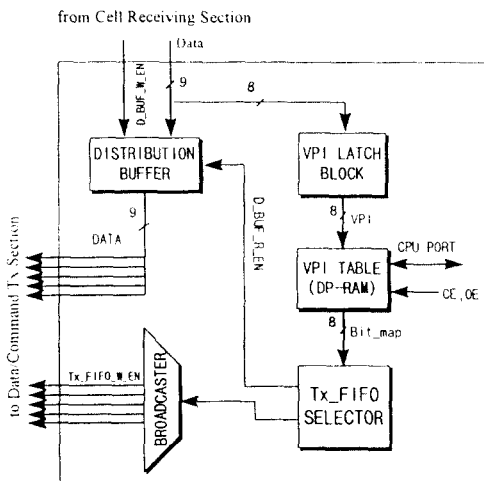 from Cell Receiving Section
Data
D_BUF_W_EN
9
8
DISTRIBUTION
BUFFER
VPI LATCH
BLOCK
9
DATA
D_BUF_R_EN
8
VPI
CPU PORT
VPI TABLE
(DP-RAM)
CE,OE
8
Bit_map
to Data/Command Tx Section
Tx_FIFO_W_EN
BROADCASTER
Tx_FIFO
SELECTOR